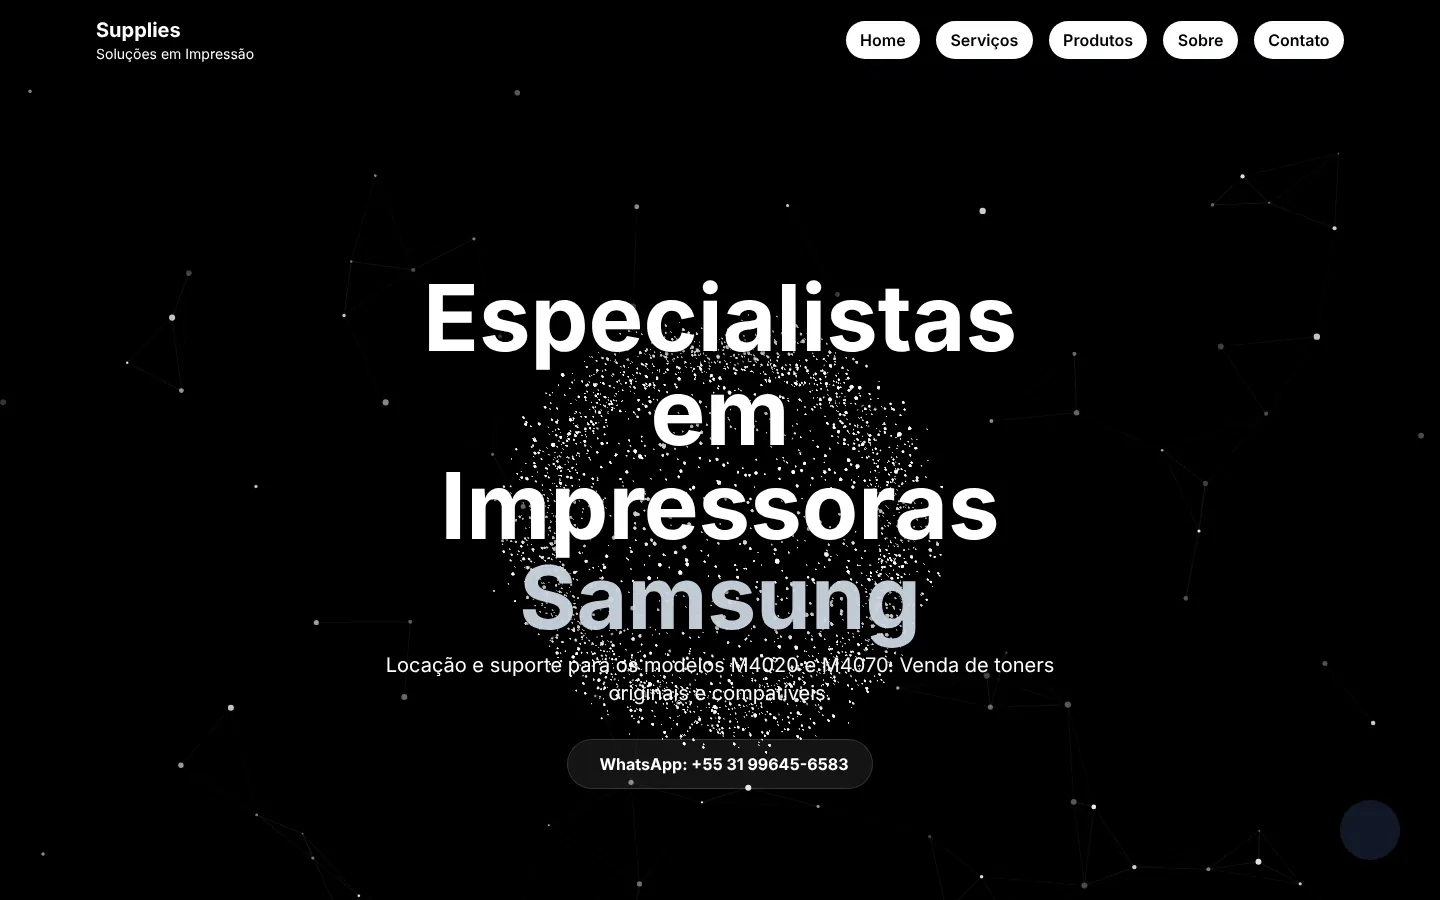 Supplies
Soluções em Impressão
Home
Serviços
Produtos
Sobre
Contato
Especialistas
em
Impressoras
Samsung
Locação e suporte para os modelos M4020 e M4070. Venda de toners
originais e compatíveis.
WhatsApp: +55 31 99645-6583